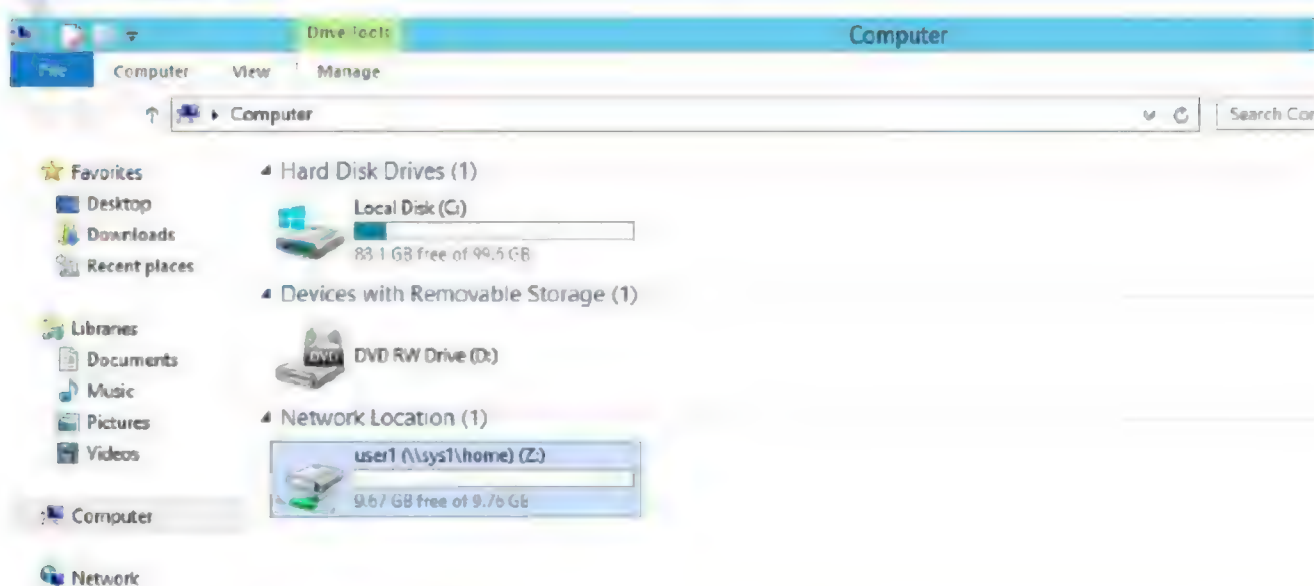 Drive Tools
Computer
File Computer View Manage
Computer
Search Con
Favorites
Desktop
Downloads
Recent places
Libraries
Documents
Music
Pictures
Videos
Computer
Network
Hard Disk Drives (1)
Local Disk (C:)
83.1 GB free of 99.5 GB
Devices with Removable Storage (1)
DVD
DVD RW Drive (D:)
Network Location (1)
user1 (\\sys1\home) (Z:)
9.67 GB free of 9.76 GB